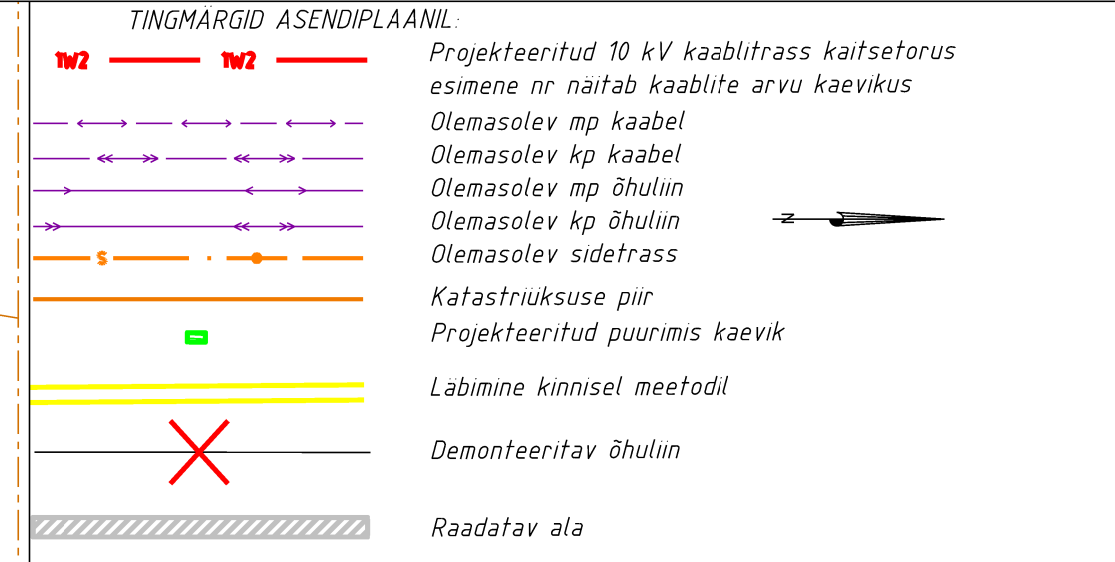 TINGMÄRGID ASENDIPLAANIL:
1W2 1W2 Projekteeritud 10 kV kaablitrass kaitsetorus
esimene nr näitab kaablite arvu kaevikus
Olemasolev mp kaabel
Olemasolev kp kaabel
Olemasolev mp õhuliin
Olemasolev kp õhuliin
N
S Olemasolev sidetrass
Katastriüksuse piir
Projekteeritud puurimis kaevik
Läbimine kinnisel meetodil
Demonteeritav õhuliin
Raadatav ala